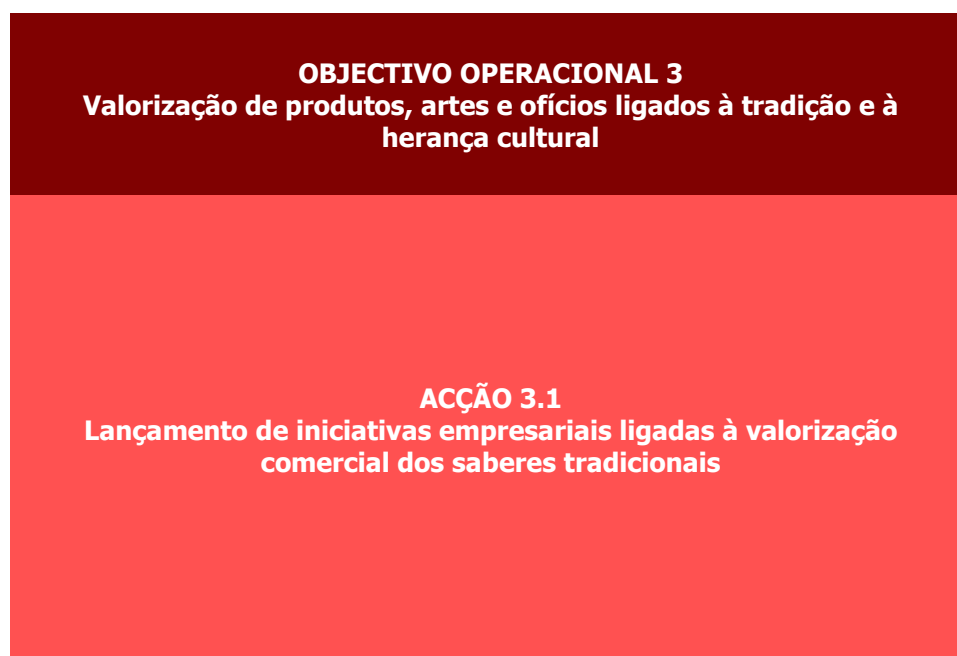 OBJECTIVO OPERACIONAL 3
Valorização de produtos, artes e ofícios ligados à tradição e à
herança cultural
ACÇÃO 3.1
Lançamento de iniciativas empresariais ligadas à valorização
comercial dos saberes tradicionais